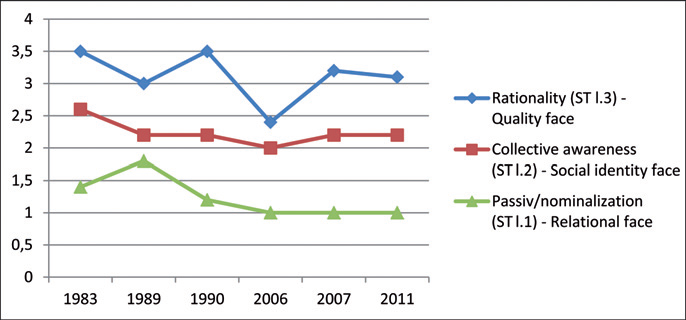 4
3,5
3
2,5
2
1,5
1
0,5
0
1983 1989 1990 2006 2007 2011
Rationality (ST l.3) -
Quality face
Collective awareness
(ST l.2) - Social identity face
Passiv/nominalization
(ST l.1) - Relational face